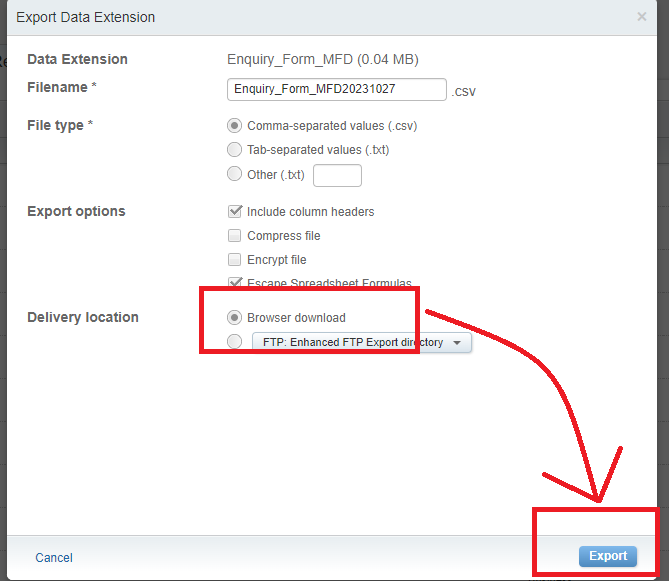 Export Data Extension ×
Data Extension Enquiry_Form_MFD (0.04 MB)
Filename * Enquiry_Form_MFD20231027 .csv
File type * Comma-separated values (.csv)
Tab-separated values (.txt)
Other (.txt)
Export options Include column headers
Compress file
Encrypt file
Escape Spreadsheet Formulas
Delivery location Browser download
FTP: Enhanced FTP Export directory
Cancel Export